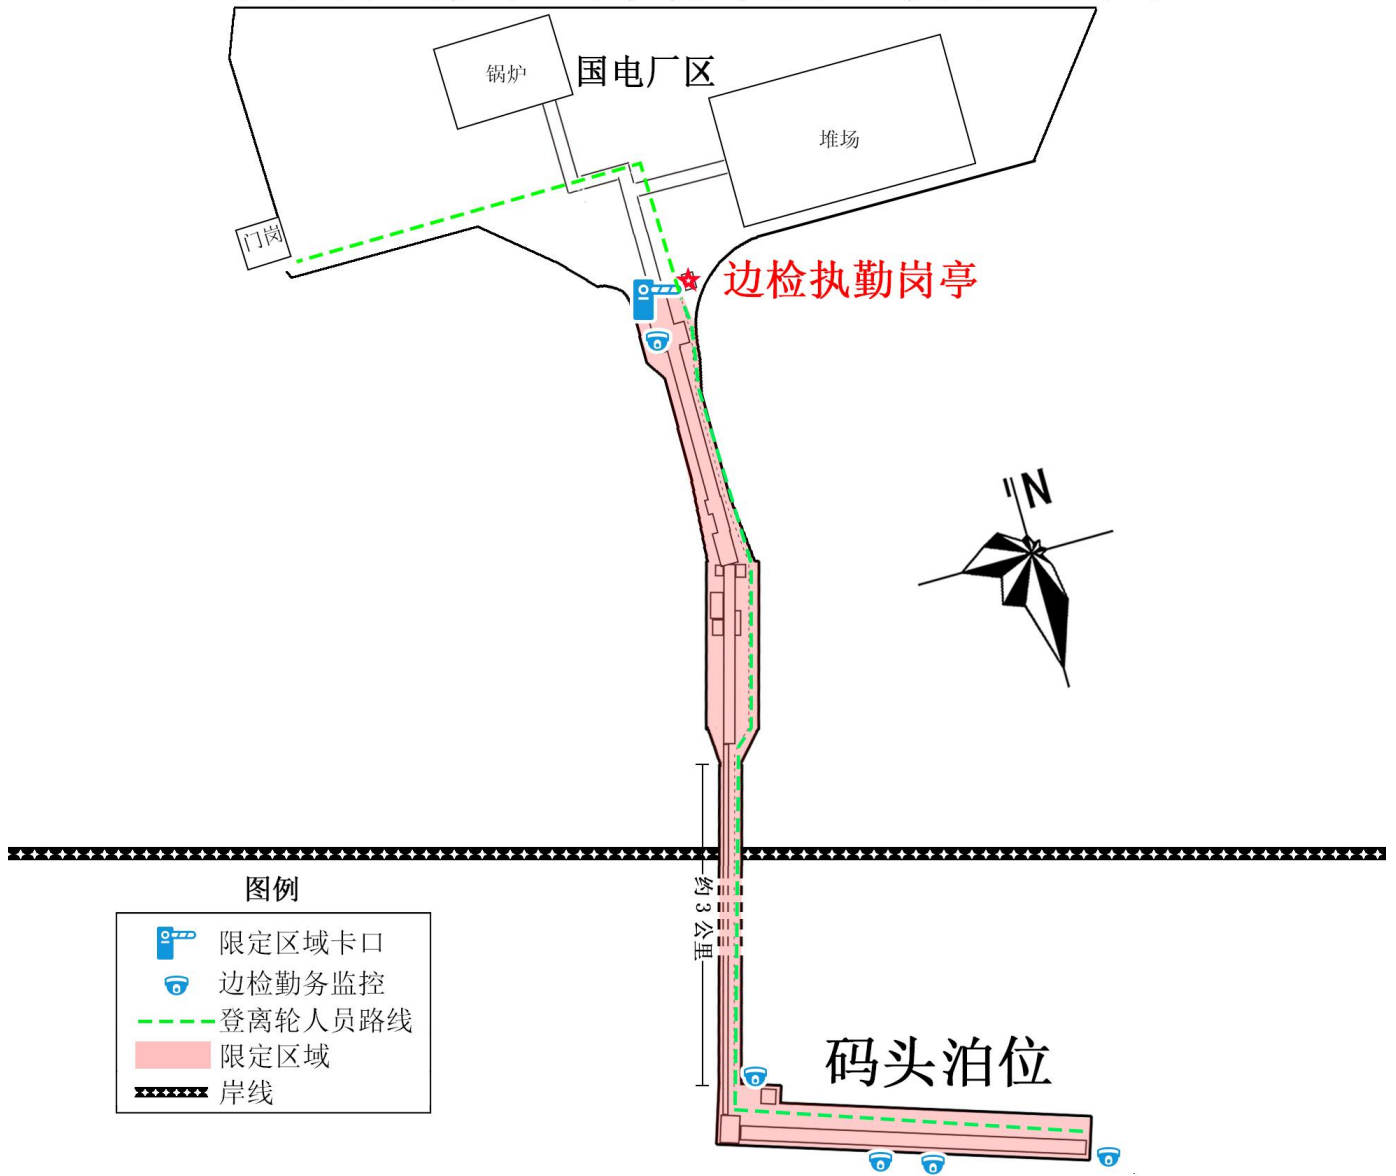 锅炉
国电厂区
堆场
门岗
边检执勤岗亭
N
约3公里
图例
限定区域卡口
边检勤务监控
登离轮人员路线
限定区域
岸线
码头泊位